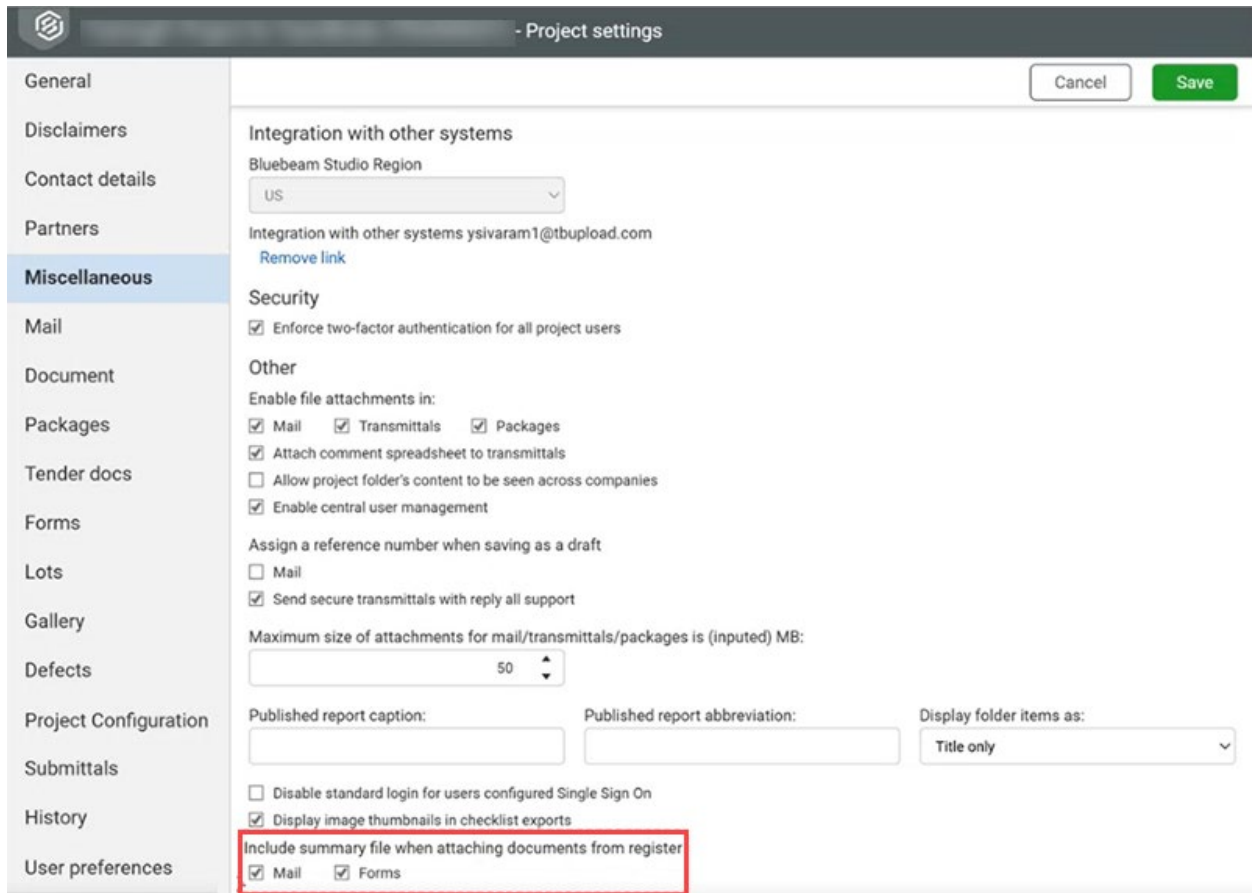 - Project settings
General
Disclaimers
Contact details
Partners
Miscellaneous
Mail
Document
Packages
Tender docs
Forms
Lots
Gallery
Defects
Project Configuration
Submittals
History
User preferences
Cancel Save
Integration with other systems
Bluebeam Studio Region
US
Integration with other systems ysivaram1@tbupload.com
Remove link
Security
Enforce two-factor authentication for all project users
Other
Enable file attachments in:
Mail Transmittals Packages
Attach comment spreadsheet to transmittals
Allow project folder's content to be seen across companies
Enable central user management
Assign a reference number when saving as a draft
Mail
Send secure transmittals with reply all support
Maximum size of attachments for mail/transmittals/packages is (inputed) MB:
50
Published report caption: Published report abbreviation: Display folder items as:
Title only
Disable standard login for users configured Single Sign On
Display image thumbnails in checklist exports
Include summary file when attaching documents from register
Mail Forms